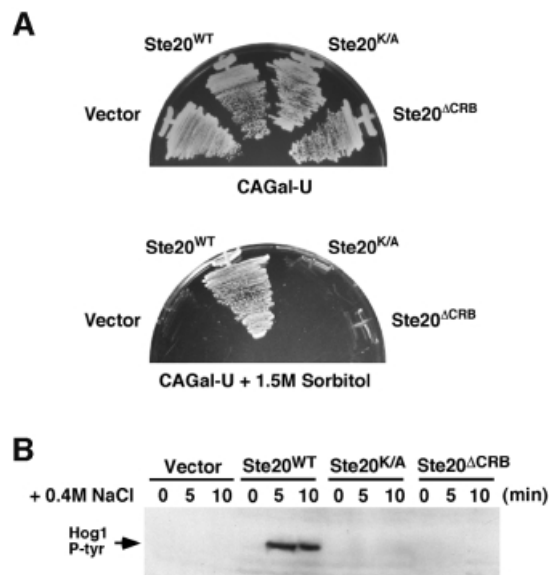 A
Ste20WT Ste20K/A
Vector Ste20ΔCRB
CAGal-U
Ste20WT Ste20K/A
Vector Ste20ΔCRB
CAGal-U + 1.5M Sorbitol
B
Vector Ste20WT Ste20K/A Ste20ΔCRB
+ 0.4M NaCl 0 5 10 0 5 10 0 5 10 0 5 10 (min)
Hog1
P-tyr